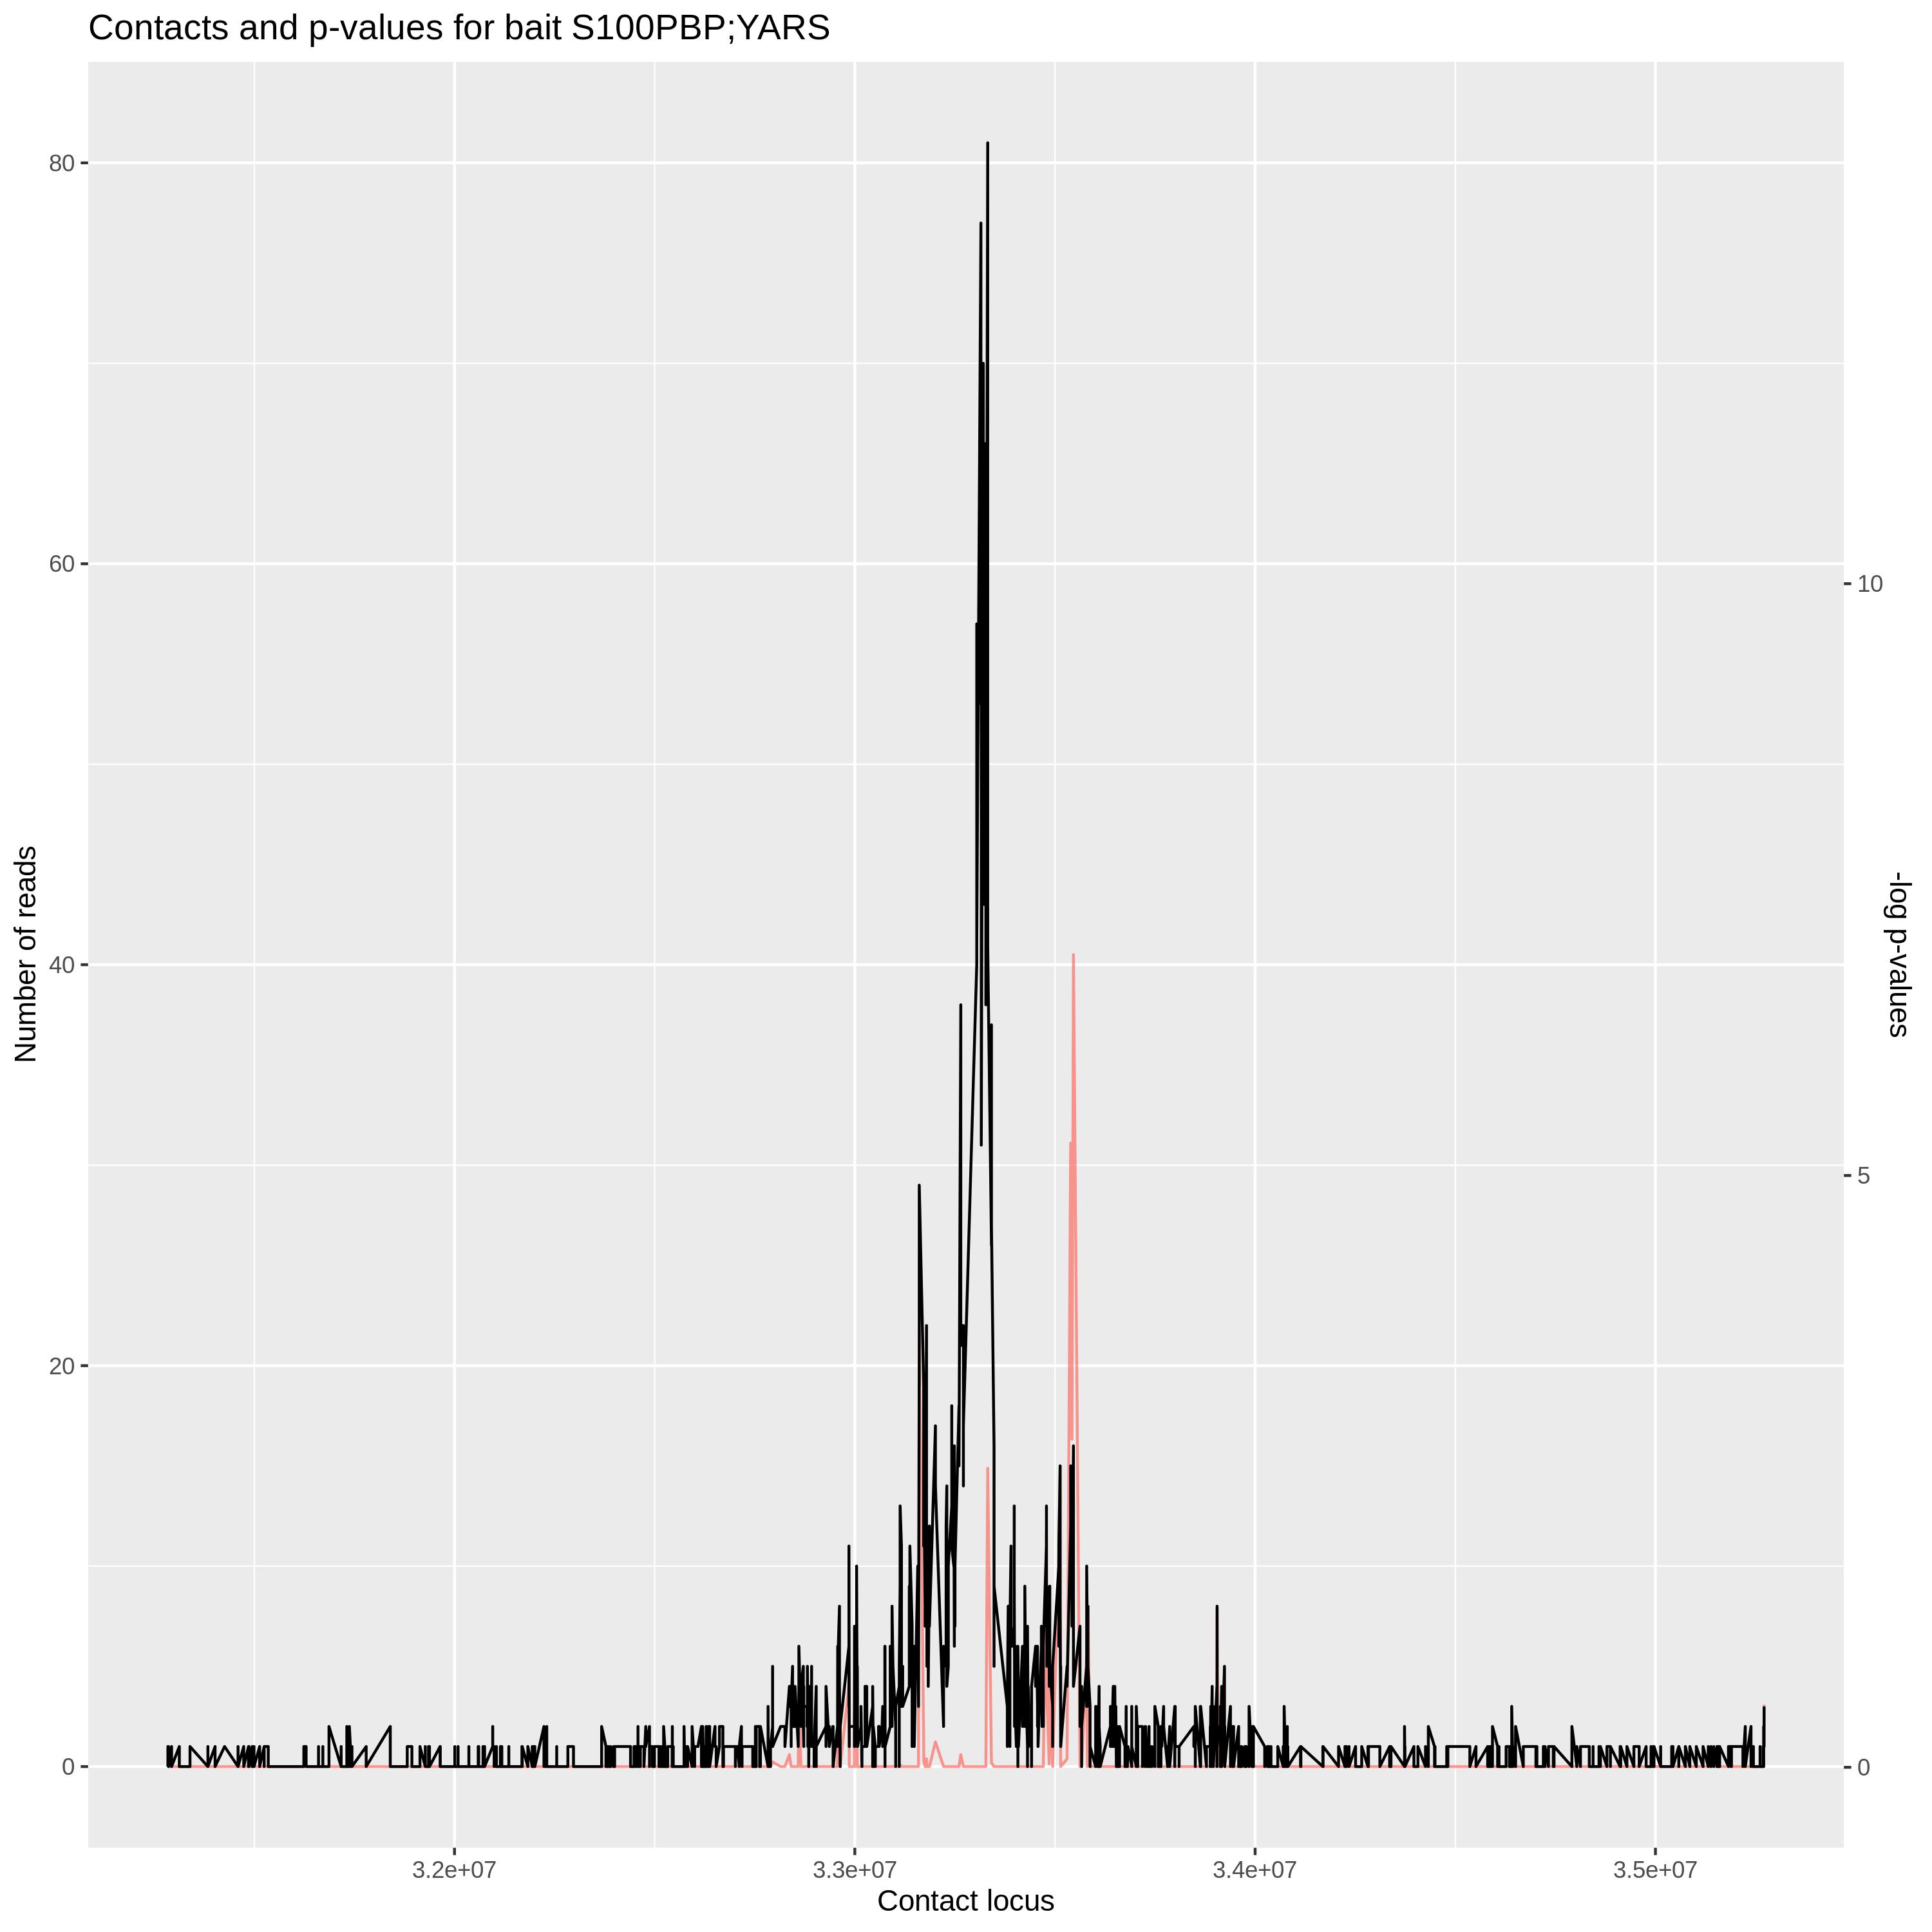 Contacts and p-values for bait S100PBP;YARS
80
60
40
20
0
Number of reads
10
5
0
-log p-values
3.2e+07
3.3e+07
3.4e+07
3.5e+07
Contact locus